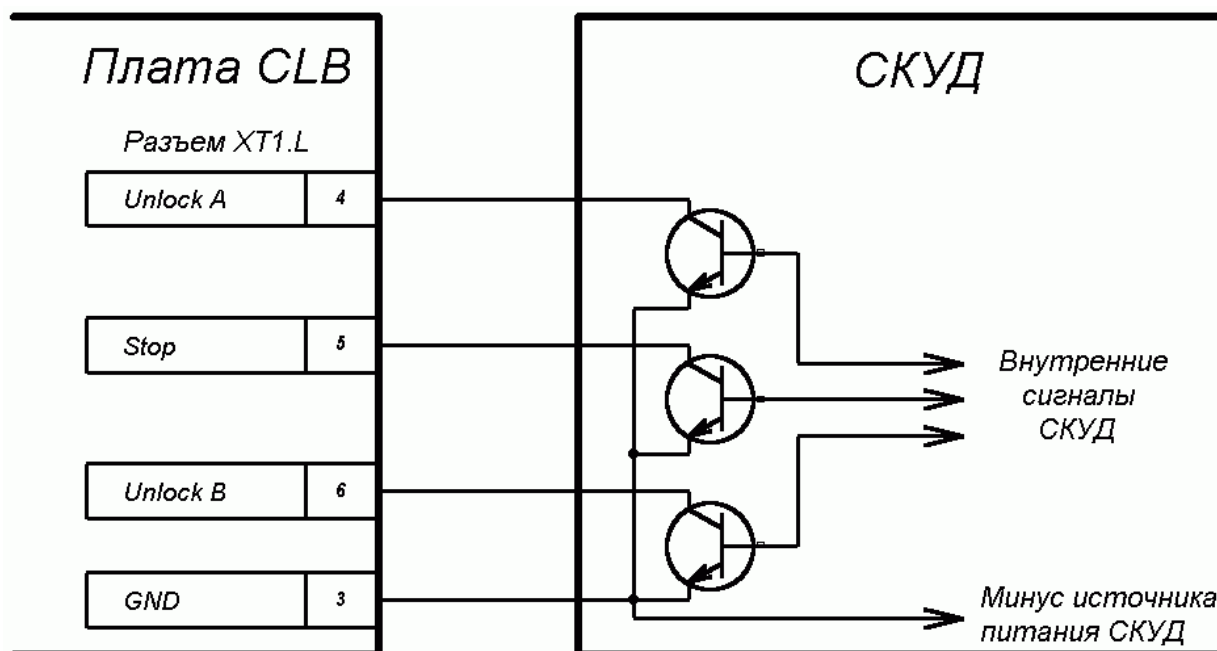 Плата CLB
СКУД
Разъем XT1.L
Unlock A 4
Stop 5
Unlock B 6
GND 3
Внутренние
сигналы
СКУД
Минус источника
питания СКУД